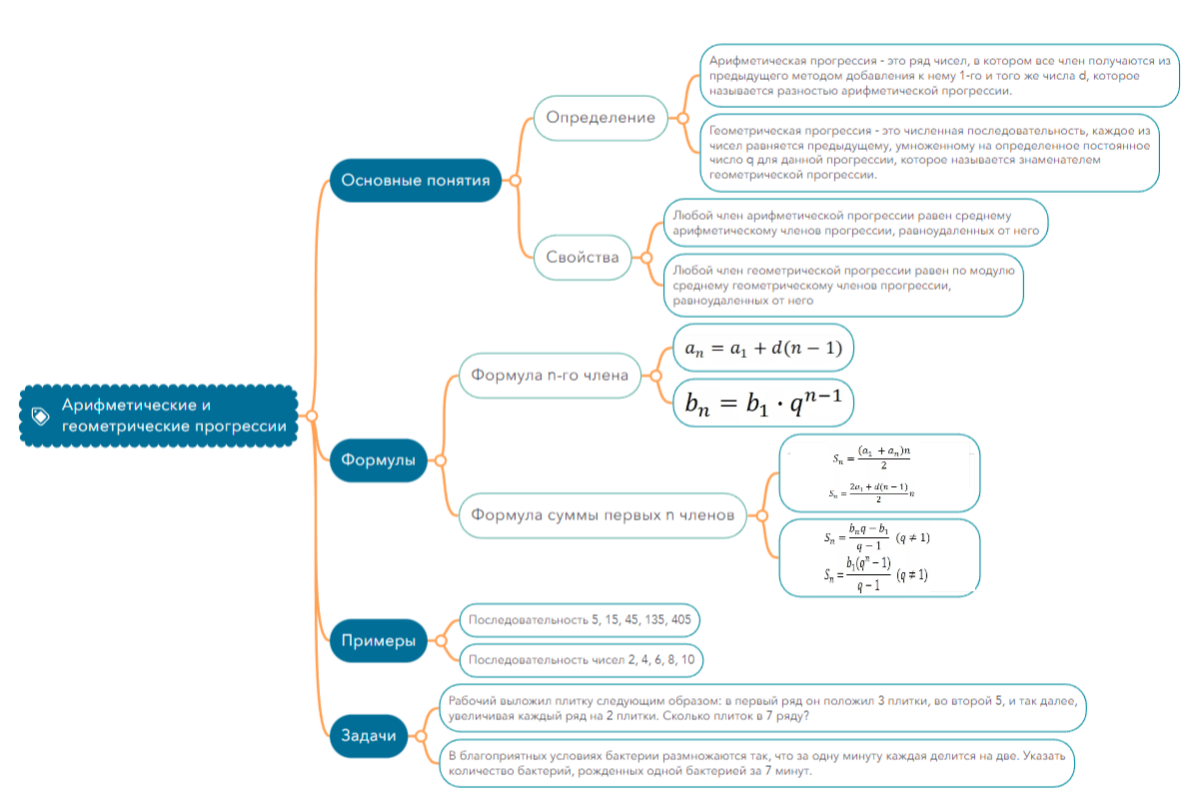 Арифметические и
геометрические прогрессии
Основные понятия
Определение
Арифметическая прогрессия - это ряд чисел, в котором все член получаются из
предыдущего методом добавления к нему 1-го и того же числа d, которое
называется разностью арифметической прогрессии.
Геометрическая прогрессия - это численная последовательность, каждое из
чисел равняется предыдущему, умноженному на определенное постоянное
число q для данной прогрессии, которое называется знаменателем
геометрической прогрессии.
Свойства
Любой член арифметической прогрессии равен среднему
арифметическому членов прогрессии, равноудаленных от него
Любой член геометрической прогрессии равен по модулю
среднему геометрическому членов прогрессии,
равноудаленных от него
Формулы
Формула n-го члена
aₙ = a₁ + d(n − 1)
bₙ = b₁ · qⁿ⁻¹
Формула суммы первых n членов
Sₙ = (a₁ + aₙ)n / 2
Sₙ = (2a₁ + d(n − 1)) / 2 n
Sₙ = (bₙq − b₁) / (q − 1) (q ≠ 1)
Sₙ = b₁(qⁿ − 1) / (q − 1) (q ≠ 1)
Примеры
Последовательность 5, 15, 45, 135, 405
Последовательность чисел 2, 4, 6, 8, 10
Задачи
Рабочий выложил плитку следующим образом: в первый ряд он положил 3 плитки, во второй 5, и так далее,
увеличивая каждый ряд на 2 плитки. Сколько плиток в 7 ряду?
В благоприятных условиях бактерии размножаются так, что за одну минуту каждая делится на две. Указать
количество бактерий, рожденных одной бактерией за 7 минут.